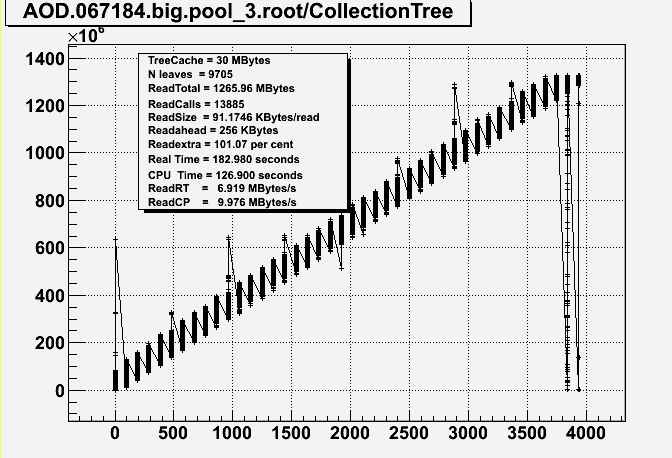 AOD.067184.big.pool_3.root/CollectionTree
×10⁶
TreeCache = 30 MBytes
N leaves = 9705
ReadTotal = 1265.96 MBytes
ReadCalls = 13885
ReadSize = 91.1746 KBytes/read
Readahead = 256 KBytes
Readextra = 101.07 per cent
Real Time = 182.980 seconds
CPU Time = 126.900 seconds
ReadRT = 6.919 MBytes/s
ReadCP = 9.976 MBytes/s
1400
1200
1000
800
600
400
200
0
0 500 1000 1500 2000 2500 3000 3500 4000